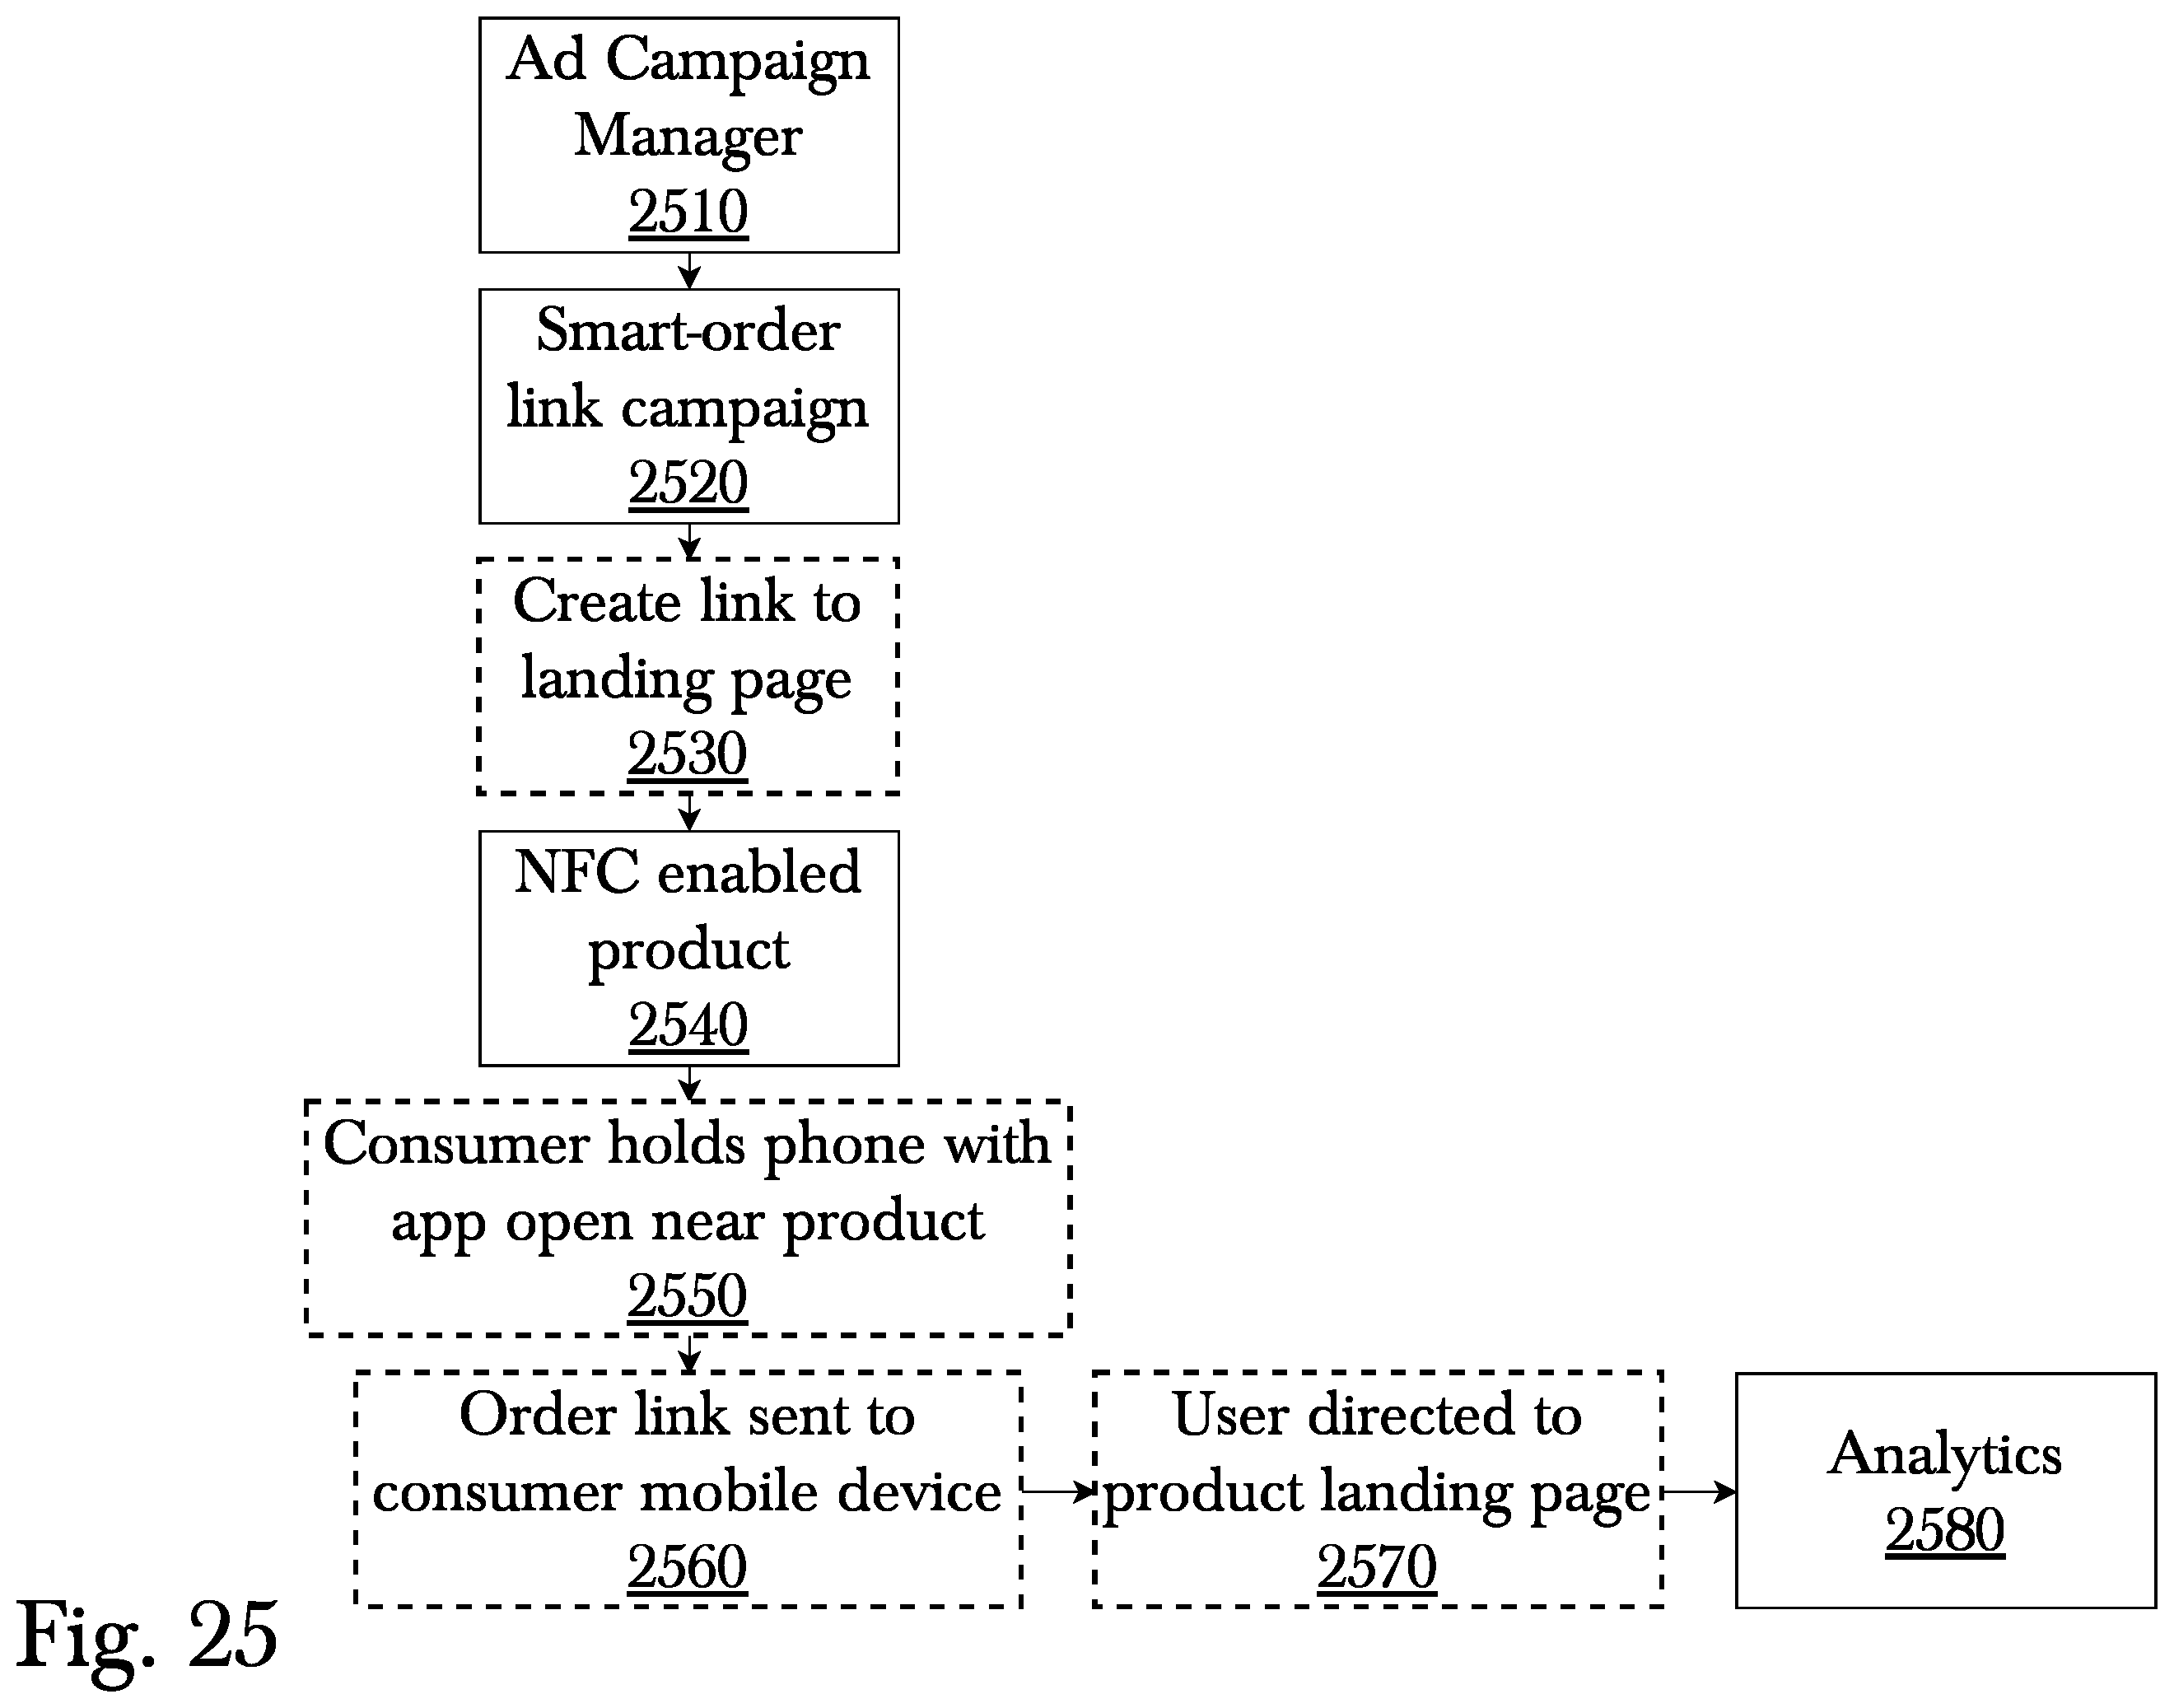 Ad Campaign
Manager
2510
Smart-order
link campaign
2520
Create link to
landing page
2530
NFC enabled
product
2540
Consumer holds phone with
app open near product
2550
Order link sent to
consumer mobile device
2560
User directed to
product landing page
2570
Analytics
2580
Fig. 25